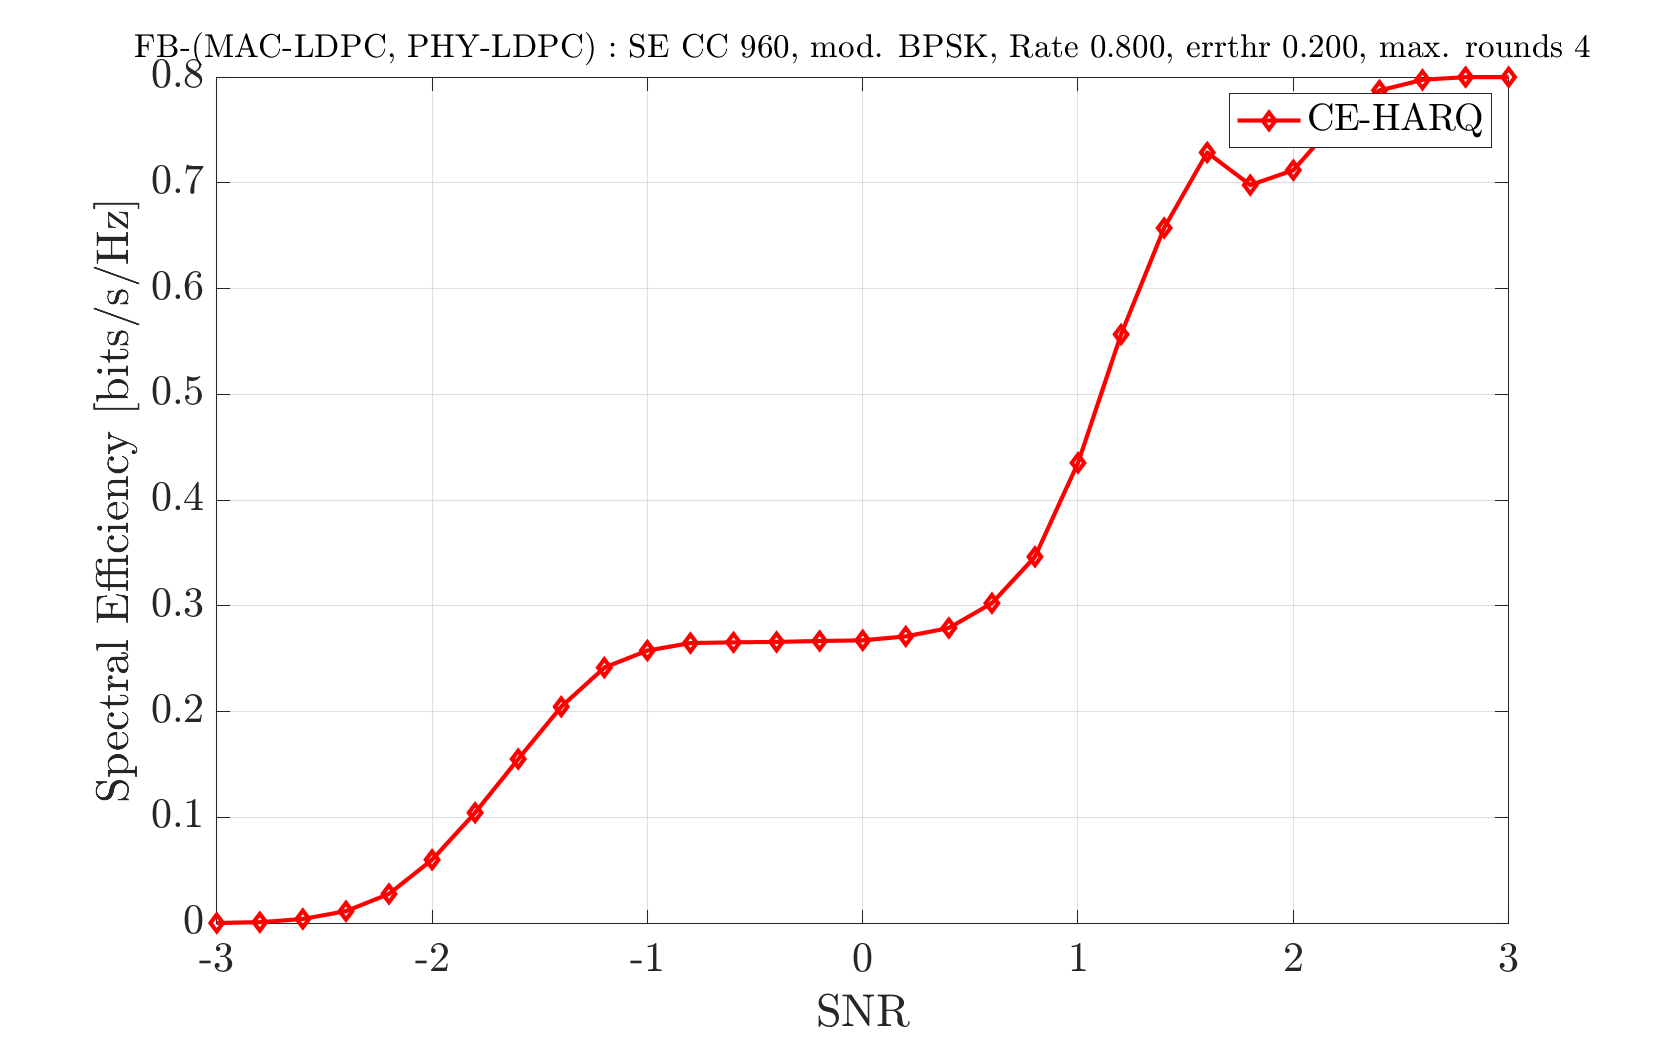 FB-(MAC-LDPC, PHY-LDPC) : SE CC 960, mod. BPSK, Rate 0.800, errthr 0.200, max. rounds 4
0.8
CE-HARQ
0.7
0.6
0.5
0.4
0.3
0.2
0.1
0
Spectral Efficiency [bits/s/Hz]
-3 -2 -1 0 1 2 3
SNR